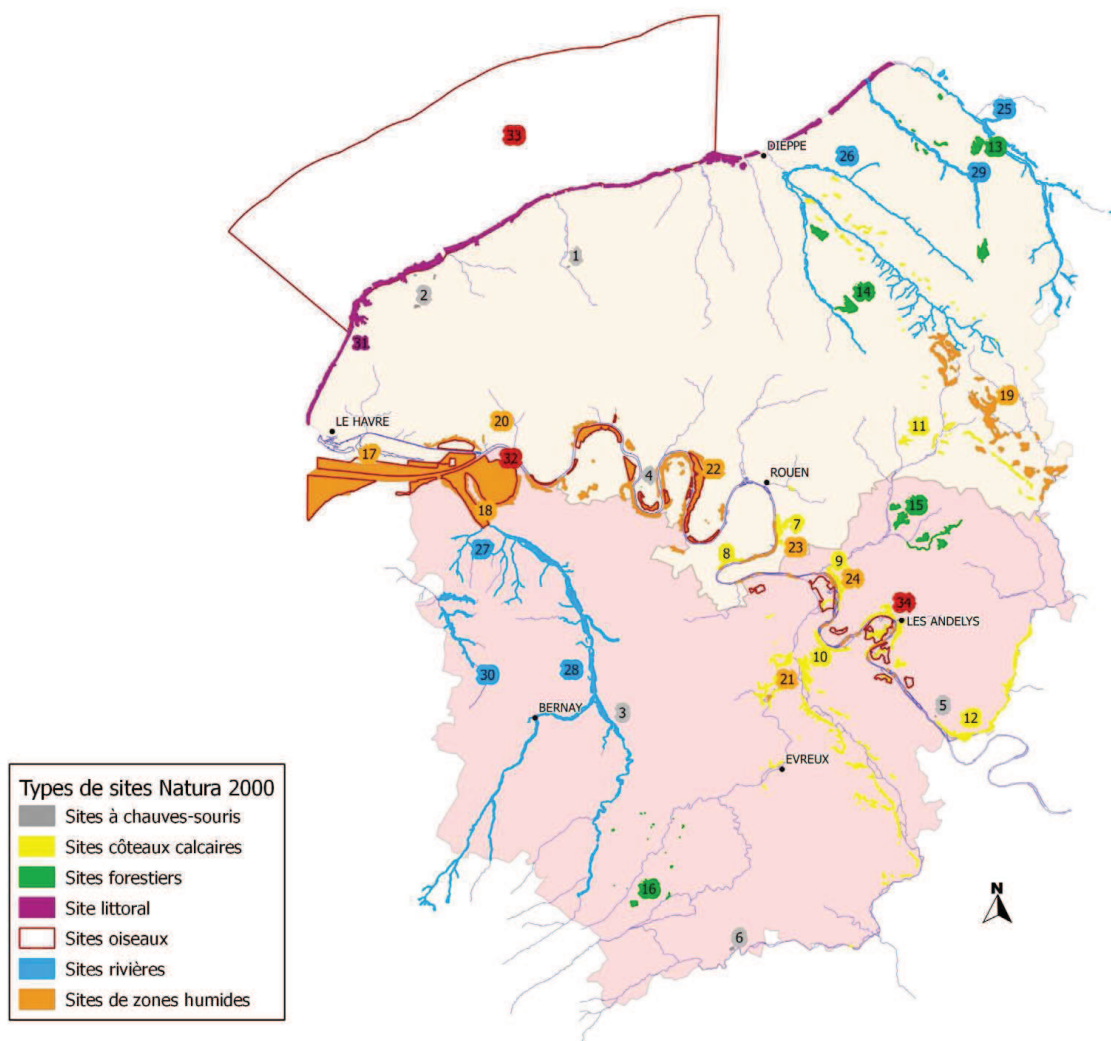 33
25
13
DIEPPE
26
29
1
14
2
31
19
LE HAVRE
20
11
17
32
4
22
ROUEN
15
18
7
27
8
23
9
24
34
LES ANDELYS
10
30
28
21
BERNAY
3
5
12
EVREUX
16
6
N
Types de sites Natura 2000
Sites à chauves-souris
Sites côteaux calcaires
Sites forestiers
Site littoral
Sites oiseaux
Sites rivières
Sites de zones humides